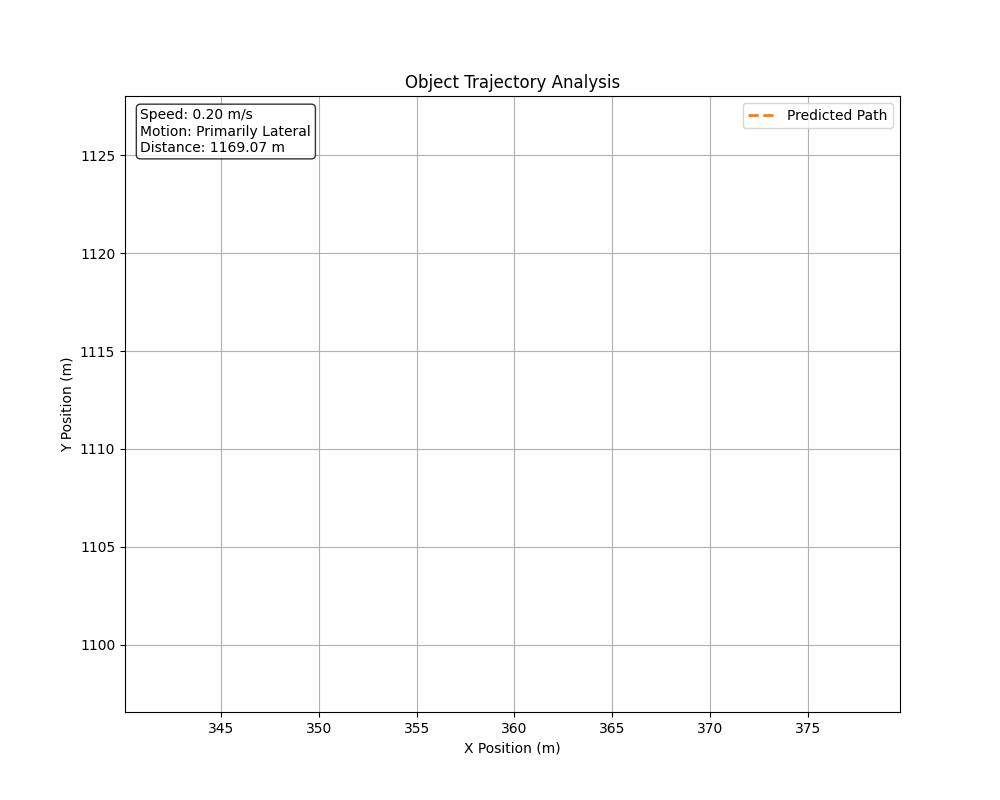 Object Trajectory Analysis
Speed: 0.20 m/s
Motion: Primarily Lateral
Distance: 1169.07 m
Predicted Path
1125
1120
1115
1110
1105
1100
Y Position (m)
345 350 355 360 365 370 375
X Position (m)